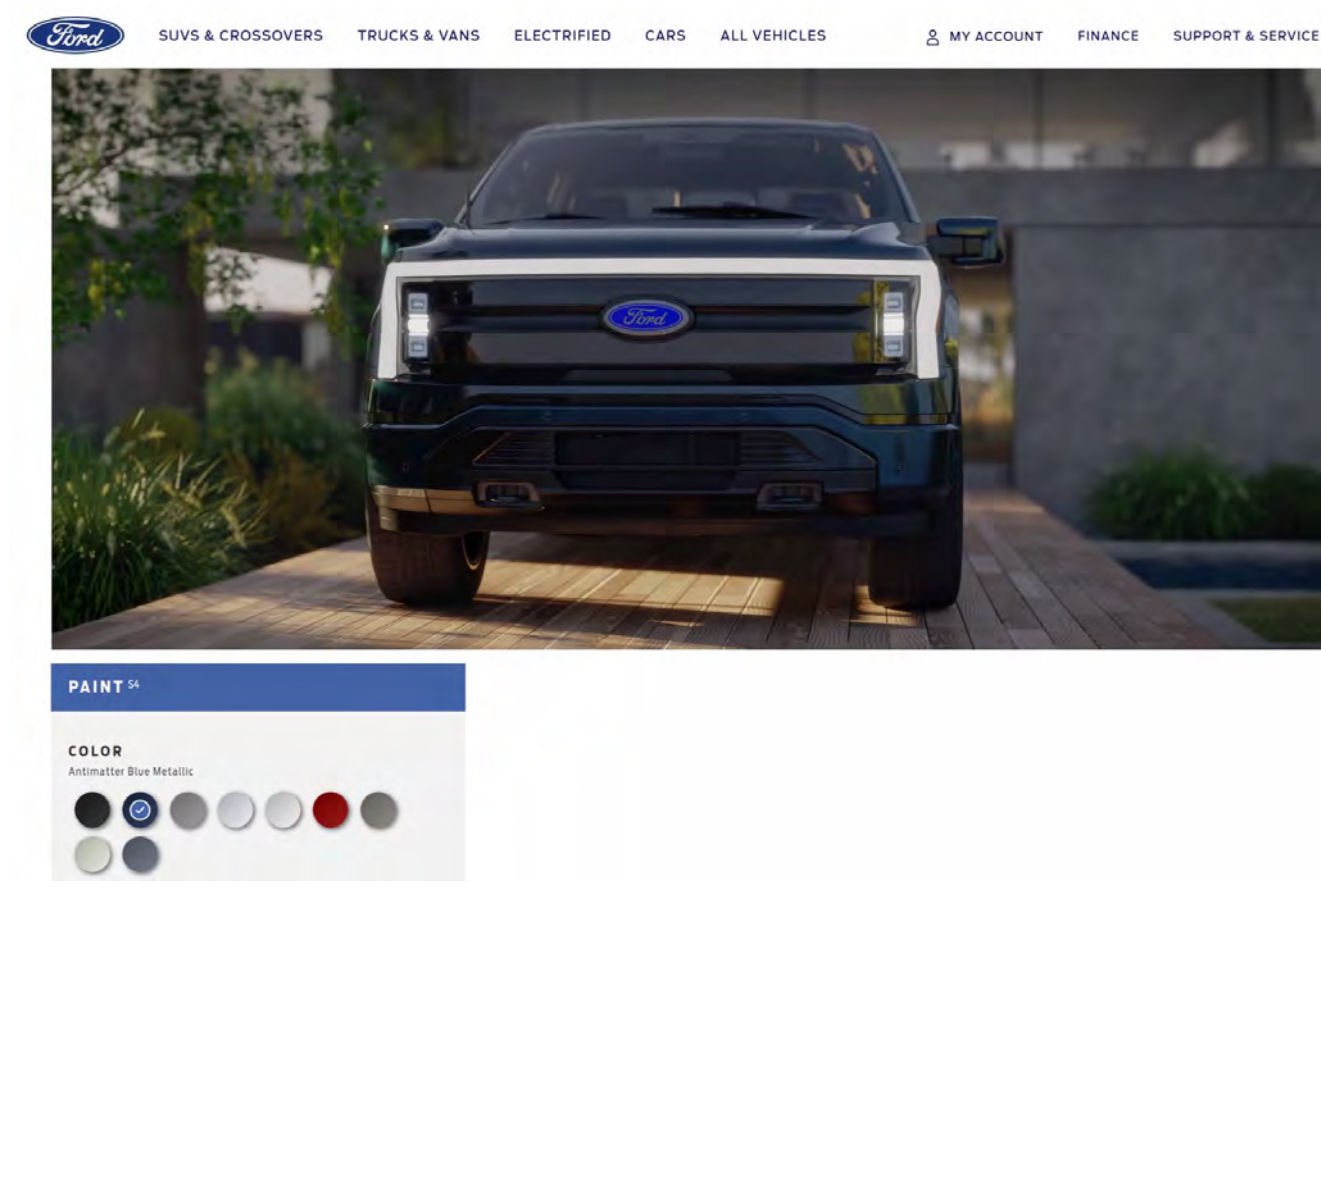 Ford
SUVS & CROSSOVERS
TRUCKS & VANS
ELECTRIFIED
CARS
ALL VEHICLES
MY ACCOUNT
FINANCE
SUPPORT & SERVICE
Ford
PAINT S4
COLOR
Antimatter Blue Metallic